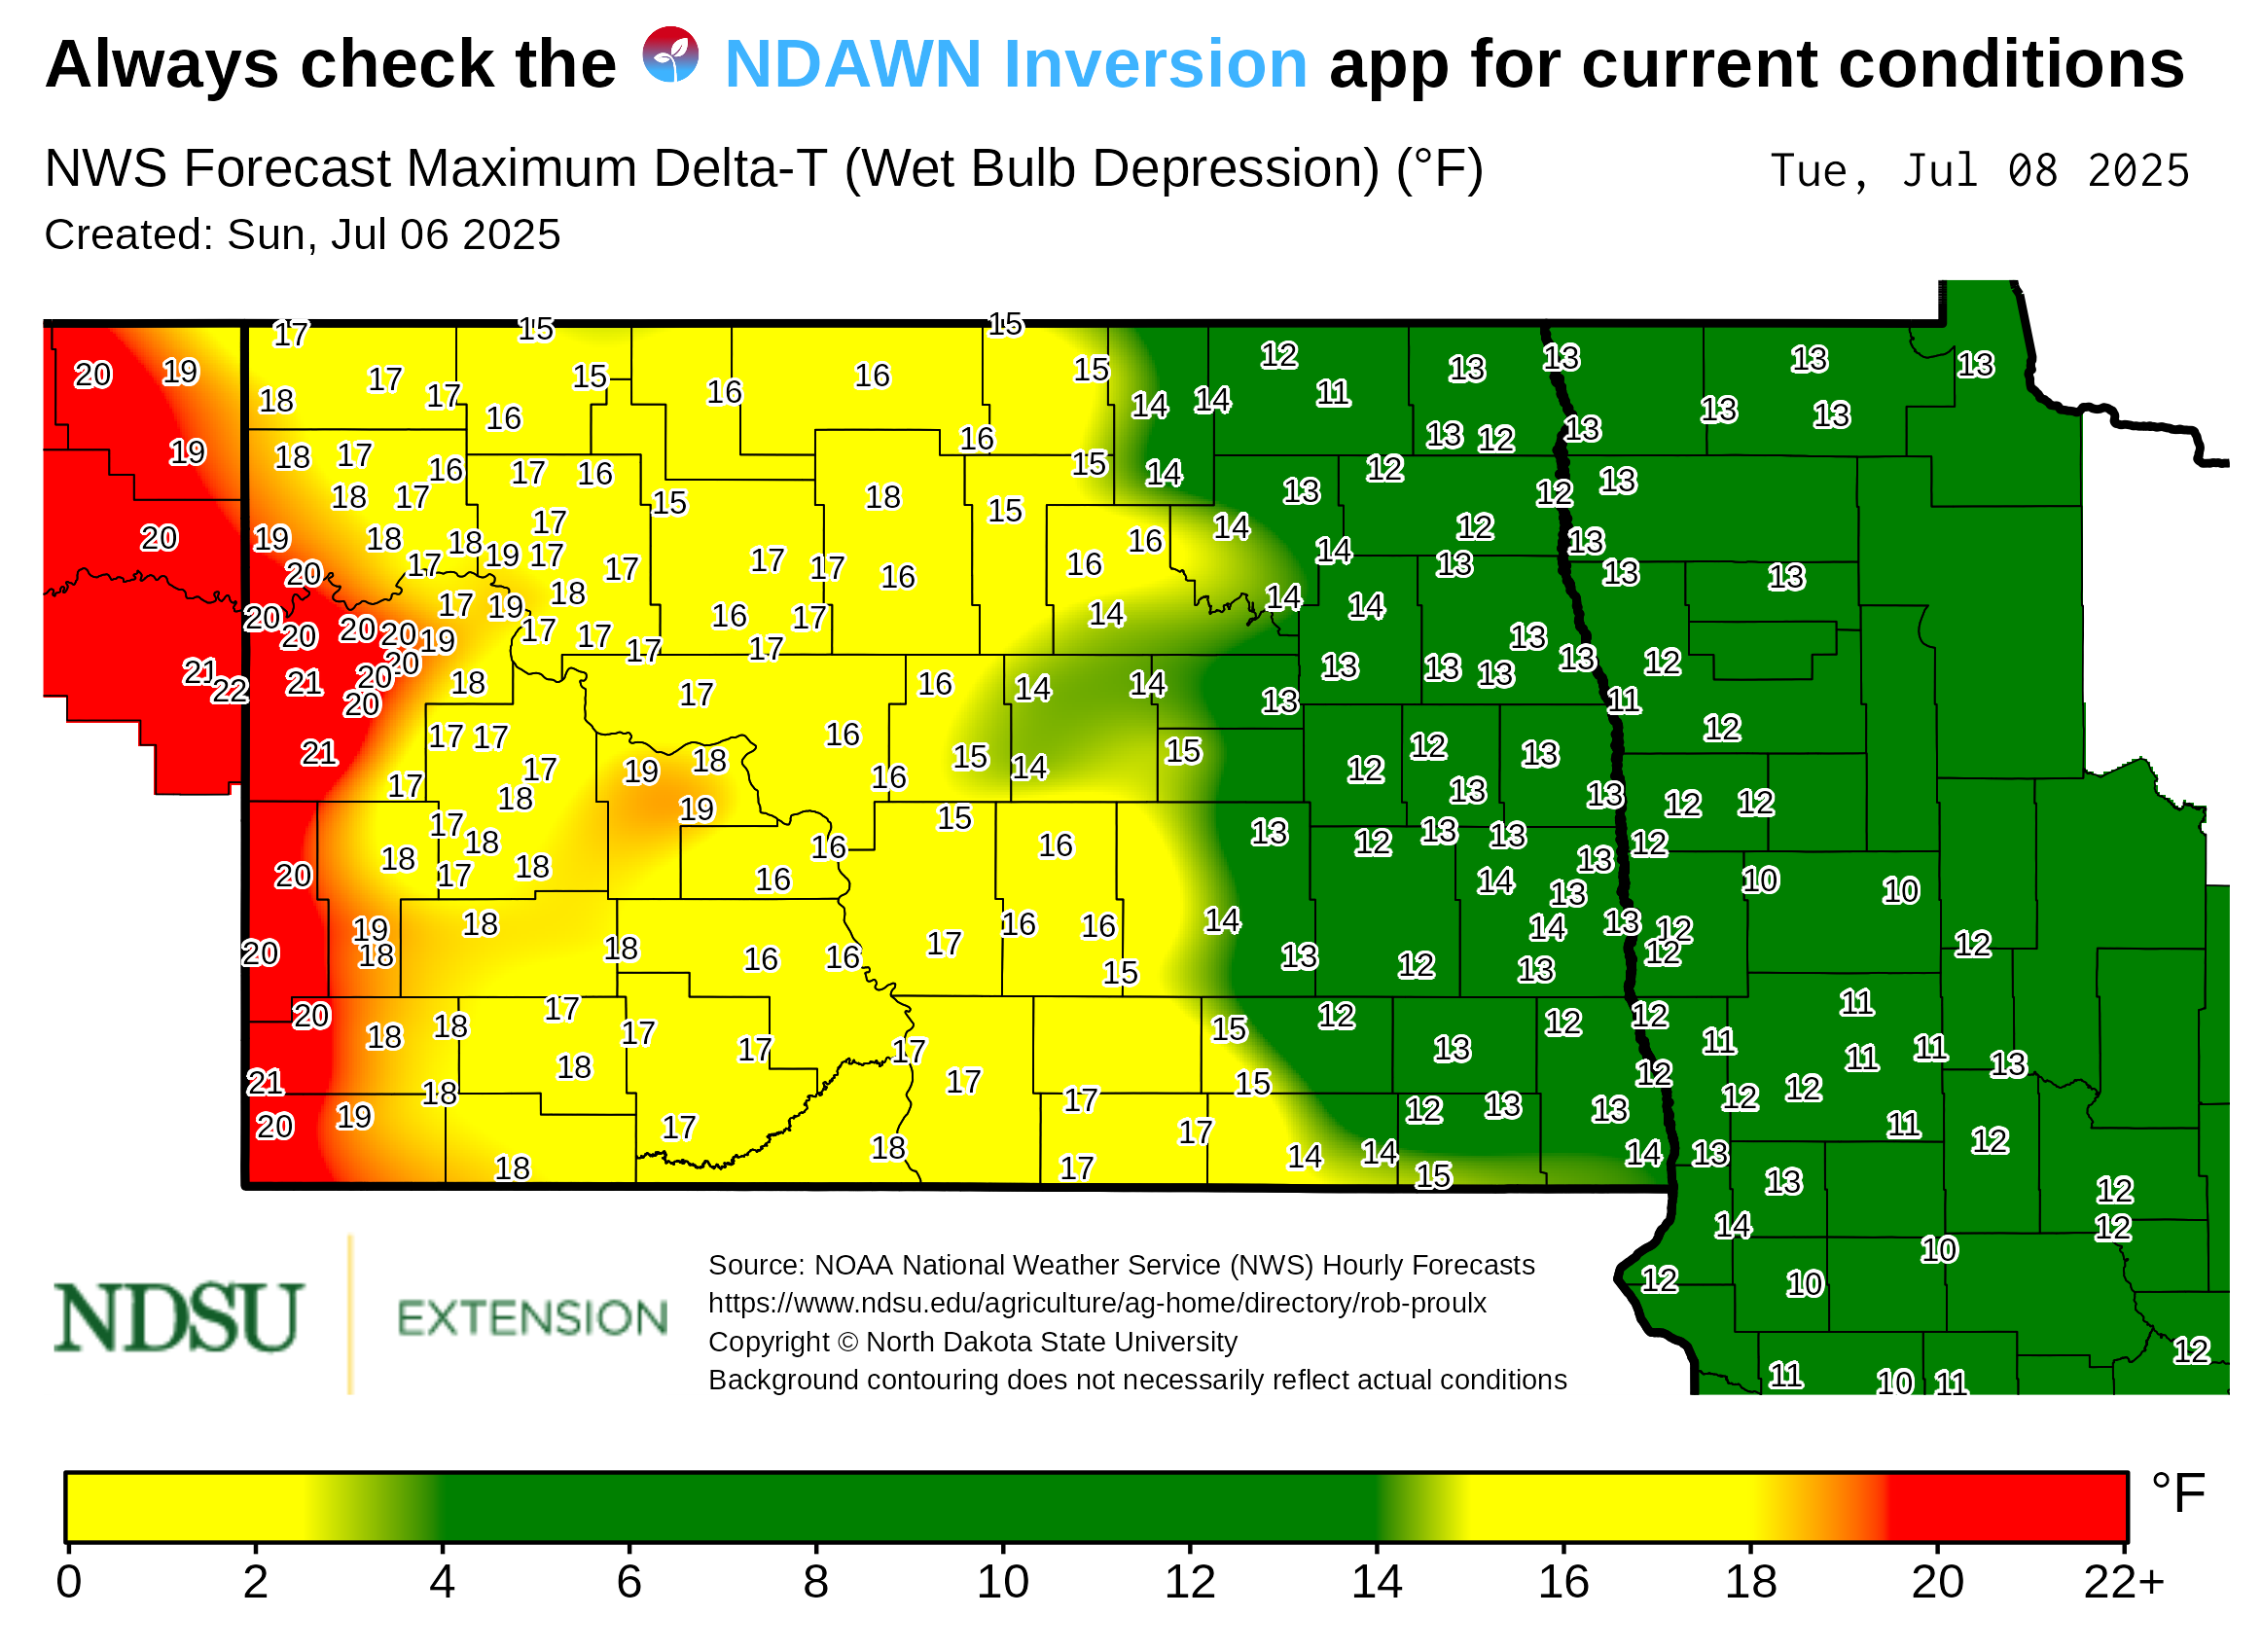 Always check the NDAWN Inversion app for current conditions
NWS Forecast Maximum Delta-T (Wet Bulb Depression) (°F)
Tue, Jul 08 2025
Created: Sun, Jul 06 2025
17 15 15
20 19 17 17 15 16 16 15 12 11 13 13 13 13
18 16 14 14 13 13
19 18 17 16 17 16 16 15 14 13 12 13
18 17 15 18 15 13 12 12 13
20 19 18 18 17 19 17 17 16 14 12 13
20 17 18 17 17 16 16 14 13 13 13
20 20 20 20 19 17 19 17 17 17 16 17 17 14 14 14 13
21 22 21 20 20 20 18 17 16 14 14 13 13 13 13 13 12
21 17 17 17 19 18 16 16 15 14 15 13 12 13 11 12
17 18 19 15 12 13 13 12 12
17 18 16 16 13 12 13 13 12
20 18 17 18 16 14 13 13 10 10
20 19 18 18 18 16 16 17 16 16 15 14 13 12 14 13 13 12 12 12
20 18 18 17 17 17 17 15 12 13 12 12 11 11 11 11
21 18 18 17 17 15 12 13 12 12 12 13
20 19 17 18 17 17 12 13 13 11
18 17 14 14 15 14 13 13 12
14 12 12
12 10 10
12
11 10 11
NDSU EXTENSION
Source: NOAA National Weather Service (NWS) Hourly Forecasts
https://www.ndsu.edu/agriculture/ag-home/directory/rob-proulx
Copyright © North Dakota State University
Background contouring does not necessarily reflect actual conditions
°F
0 2 4 6 8 10 12 14 16 18 20 22+